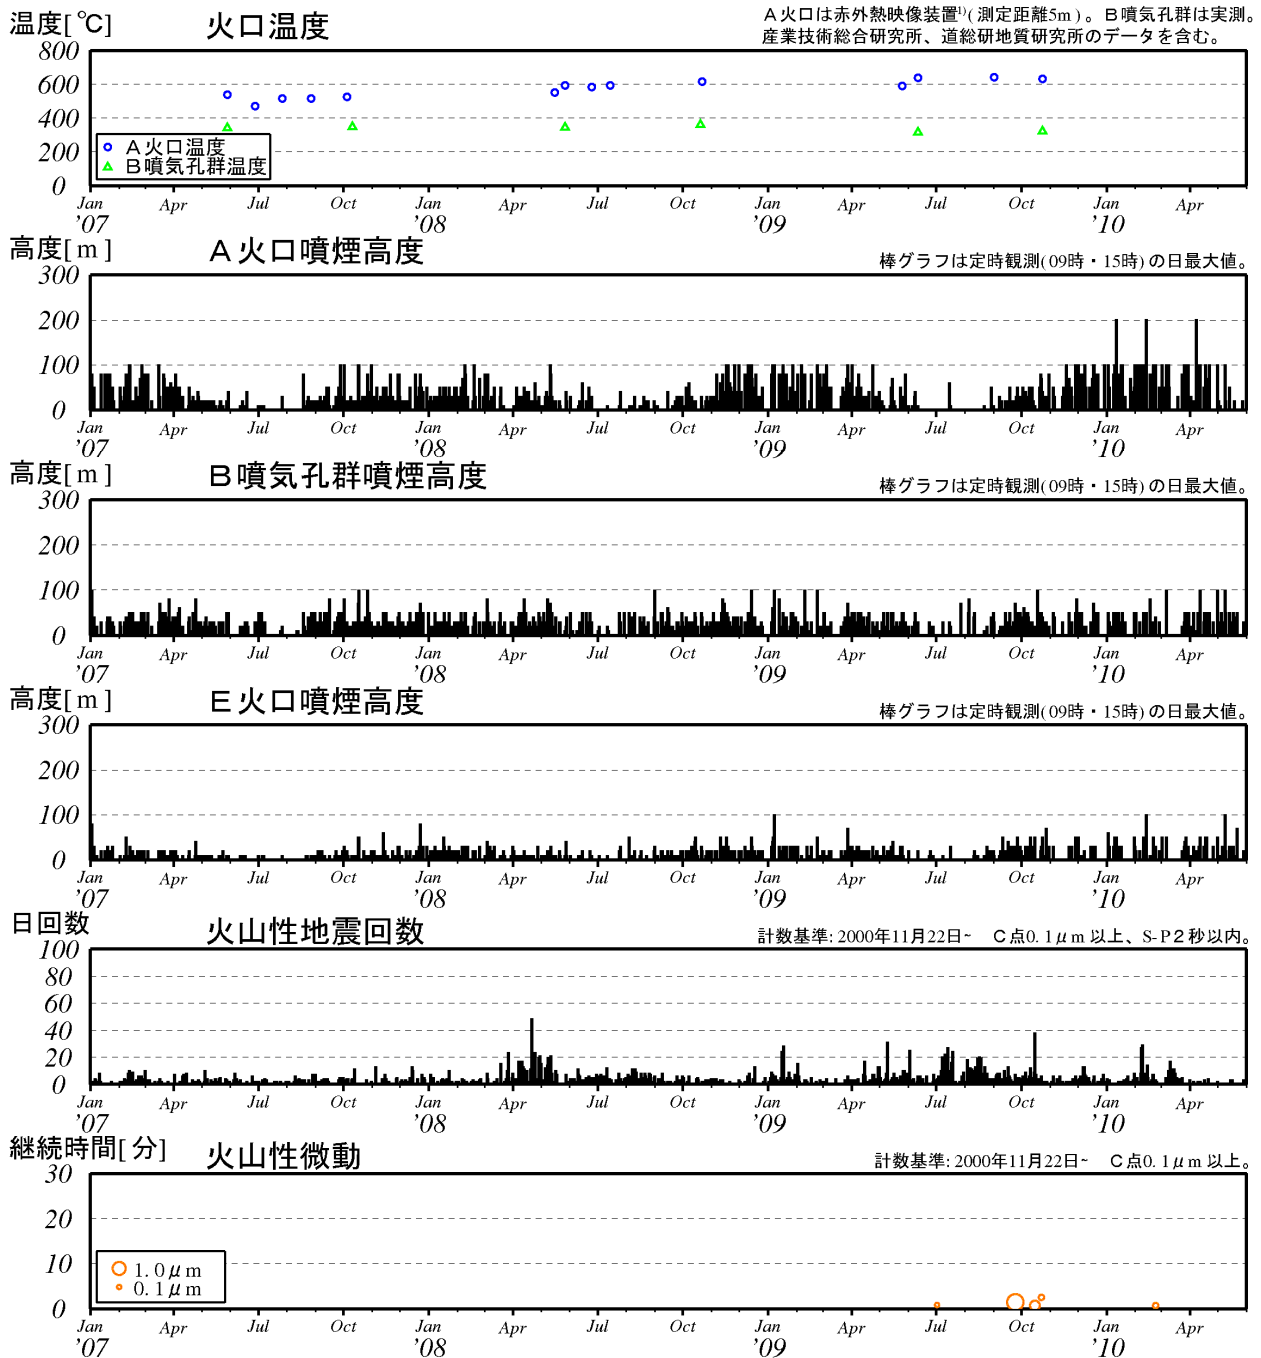 温度[℃]
火口温度
A火口は赤外熱映像装置¹⁾(測定距離5m)。B噴気孔群は実測。
産業技術総合研究所、道総研地質研究所のデータを含む。
800
600
400
200
0
A火口温度
B噴気孔群温度
Jan Apr Jul Oct Jan Apr Jul Oct Jan Apr Jul Oct Jan Apr
'07 '08 '09 '10
高度[m]
A火口噴煙高度
棒グラフは定時観測(09時・15時)の日最大値。
300
200
100
0
Jan Apr Jul Oct Jan Apr Jul Oct Jan Apr Jul Oct Jan Apr
'07 '08 '09 '10
高度[m]
B噴気孔群噴煙高度
棒グラフは定時観測(09時・15時)の日最大値。
300
200
100
0
Jan Apr Jul Oct Jan Apr Jul Oct Jan Apr Jul Oct Jan Apr
'07 '08 '09 '10
高度[m]
E火口噴煙高度
棒グラフは定時観測(09時・15時)の日最大値。
300
200
100
0
Jan Apr Jul Oct Jan Apr Jul Oct Jan Apr Jul Oct Jan Apr
'07 '08 '09 '10
日回数
火山性地震回数
計数基準:2000年11月22日~ C点0.1μm以上、S-P2秒以内。
100
80
60
40
20
0
Jan Apr Jul Oct Jan Apr Jul Oct Jan Apr Jul Oct Jan Apr
'07 '08 '09 '10
継続時間[分]
火山性微動
計数基準:2000年11月22日~ C点0.1μm以上。
30
20
10
0
1.0μm
0.1μm
Jan Apr Jul Oct Jan Apr Jul Oct Jan Apr Jul Oct Jan Apr
'07 '08 '09 '10